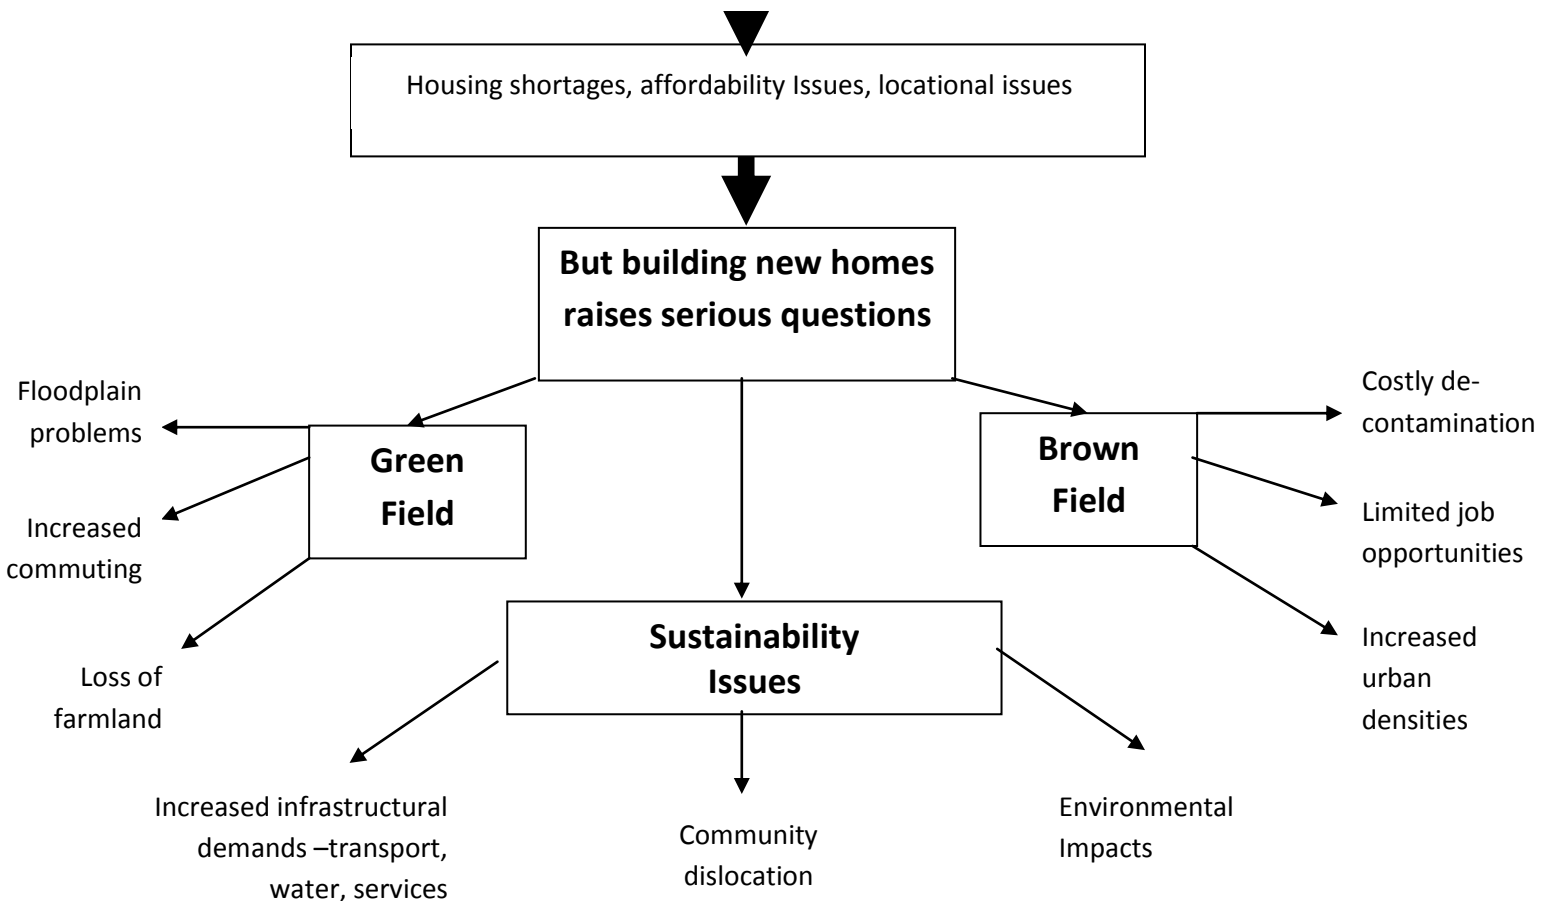 Housing shortages, affordability Issues, locational issues
But building new homes
raises serious questions
Floodplain
problems
Increased
commuting
Loss of
farmland
Green
Field
Brown
Field
Costly de-
contamination
Limited job
opportunities
Increased
urban
densities
Sustainability
Issues
Increased infrastructural
demands –transport,
water, services
Community
dislocation
Environmental
Impacts